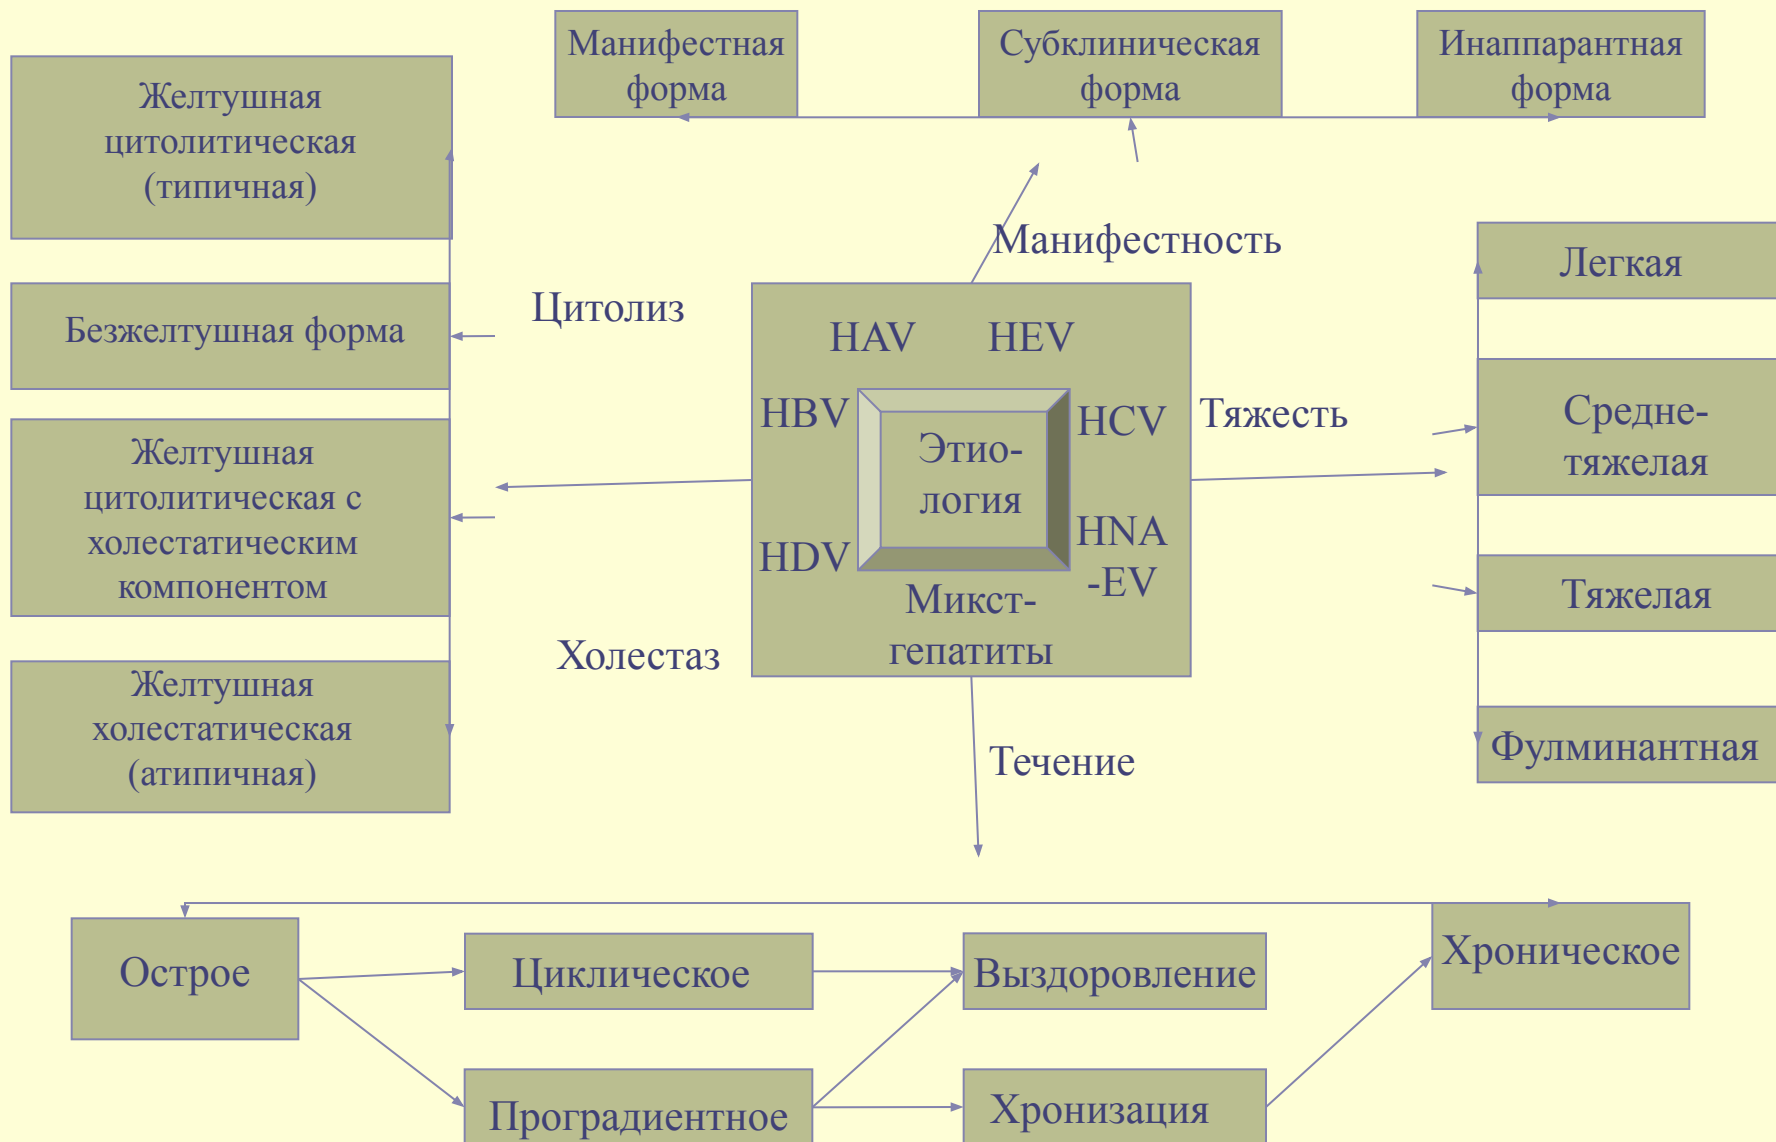 Манифестная
форма
Субклиническая
форма
Инаппарантная
форма
Желтушная
цитолитическая
(типичная)
Безжелтушная форма
Желтушная
цитолитическая с
холестатическим
компонентом
Желтушная
холестатическая
(атипичная)
Цитолиз
Холестаз
Манифестность
HAV
HEV
HBV
HCV
Этио-
логия
HDV
HNA
-EV
Микст-
гепатиты
Тяжесть
Легкая
Средне-
тяжелая
Тяжелая
Фулминантная
Течение
Острое
Циклическое
Выздоровление
Хроническое
Проградиентное
Хронизация